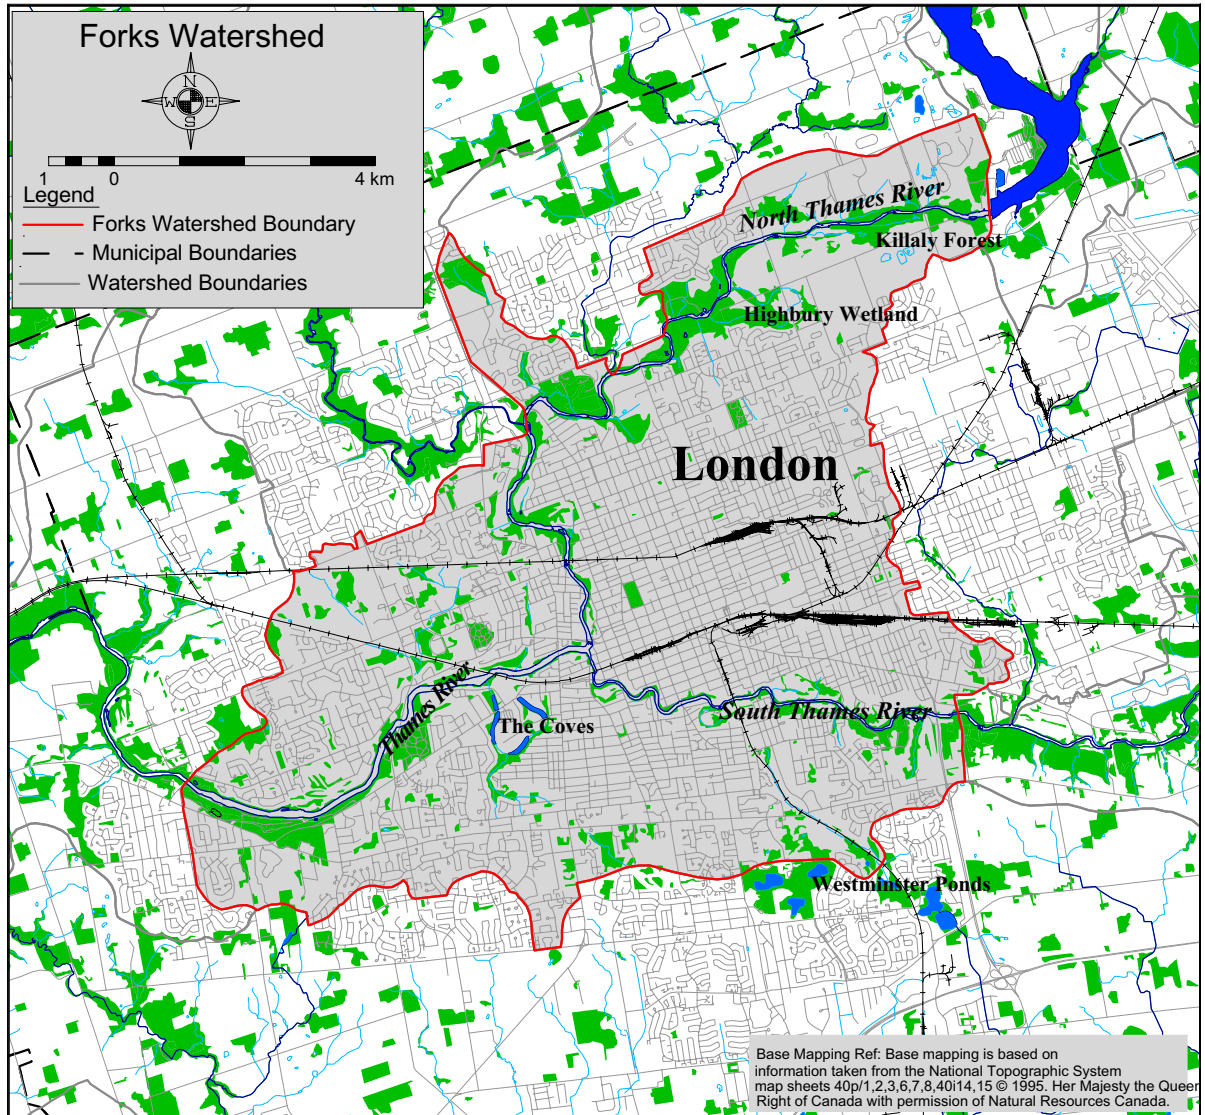 Forks Watershed
N
W E
S
1 0 4 km
Legend
Forks Watershed Boundary
Municipal Boundaries
Watershed Boundaries
North Thames River
Killaly Forest
Highbury Wetland
London
Thames River
The Coves
South Thames River
Westminster Ponds
Base Mapping Ref: Base mapping is based on
information taken from the National Topographic System
map sheets 40p/1,2,3,6,7,8,40i14,15 © 1995. Her Majesty the Queen
Right of Canada with permission of Natural Resources Canada.